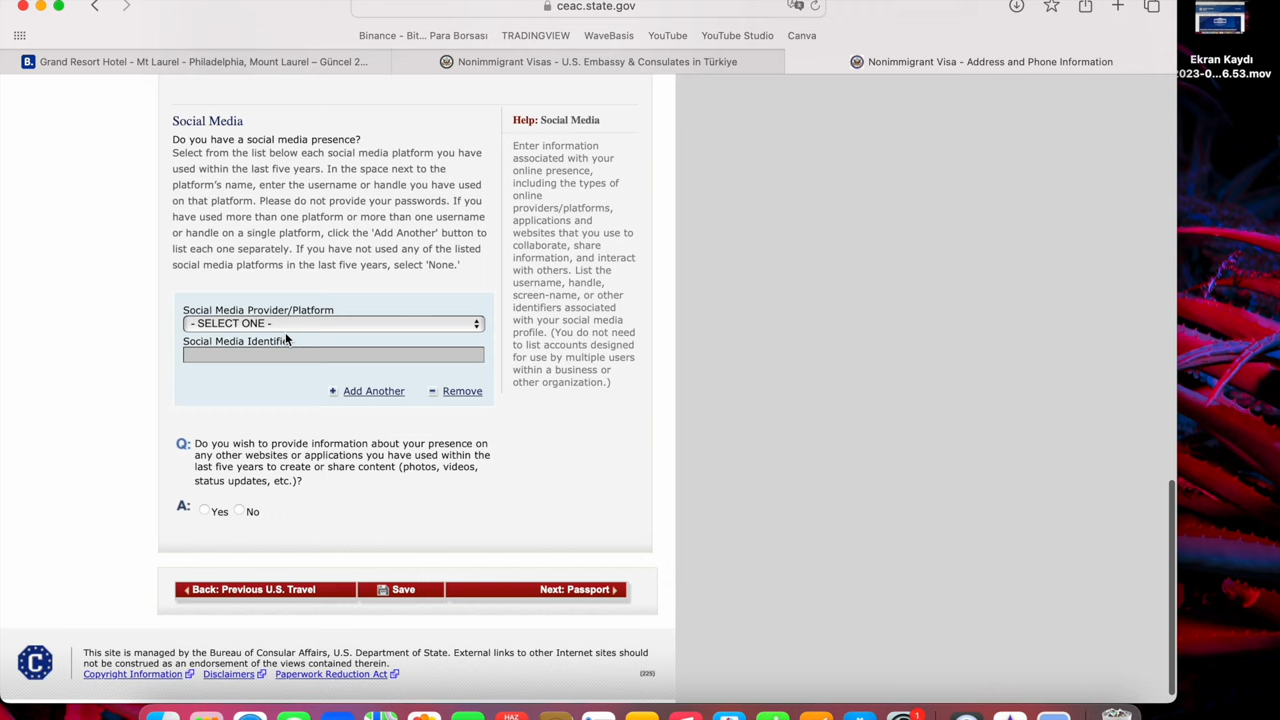 ceac.state.gov
Binance - Bit... Para Borsası TRADINGVIEW WaveBasis YouTube YouTube Studio Canva
B. Grand Resort Hotel - Mt Laurel - Philadelphia, Mount Laurel – Güncel 2...
Nonimmigrant Visas - U.S. Embassy & Consulates in Türkiye
Nonimmigrant Visa - Address and Phone Information
Ekran Kaydı
2023-0...6.53.mov
Social Media
Do you have a social media presence?
Select from the list below each social media platform you have
used within the last five years. In the space next to the
platform's name, enter the username or handle you have used
on that platform. Please do not provide your passwords. If you
have used more than one platform or more than one username
or handle on a single platform, click the 'Add Another' button to
list each one separately. If you have not used any of the listed
social media platforms in the last five years, select 'None.'
Social Media Provider/Platform
- SELECT ONE -
Social Media Identifier
Add Another Remove
Q: Do you wish to provide information about your presence on
any other websites or applications you have used within the
last five years to create or share content (photos, videos,
status updates, etc.)?
A: Yes No
Help: Social Media
Enter information
associated with your
online presence,
including the types of
online
providers/platforms,
applications and
websites that you use to
collaborate, share
information, and interact
with others. List the
username, handle,
screen-name, or other
identifiers associated
with your social media
profile. (You do not need
to list accounts designed
for use by multiple users
within a business or
other organization.)
Back: Previous U.S. Travel Save Next: Passport
C
This site is managed by the Bureau of Consular Affairs, U.S. Department of State. External links to other Internet sites should
not be construed as an endorsement of the views contained therein.
Copyright Information Disclaimers Paperwork Reduction Act
(225)
HAZ
1